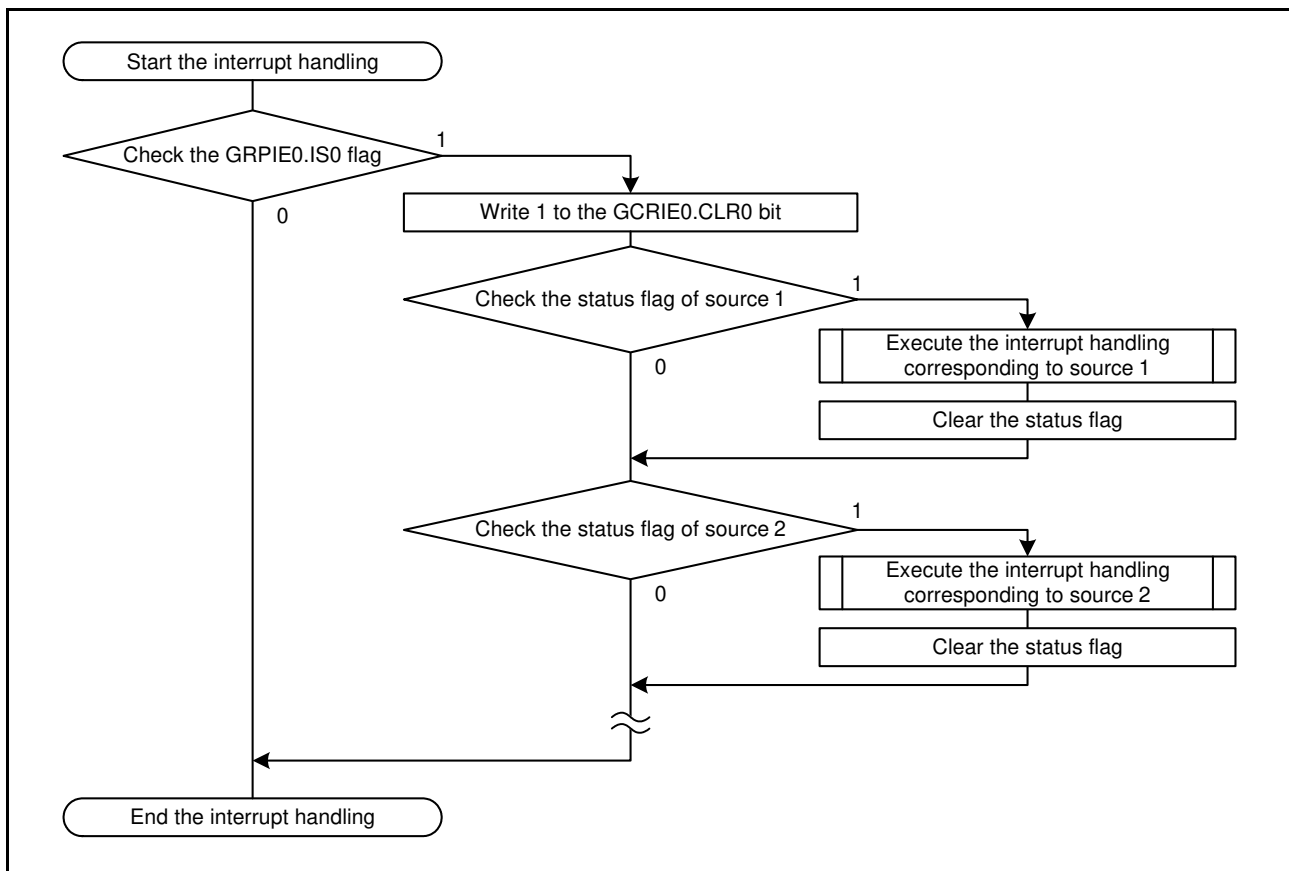 Start the interrupt handling
Check the GRPIE0.IS0 flag
1
0
Write 1 to the GCRIE0.CLR0 bit
Check the status flag of source 1
1
0
Execute the interrupt handling
corresponding to source 1
Clear the status flag
Check the status flag of source 2
1
0
Execute the interrupt handling
corresponding to source 2
Clear the status flag
End the interrupt handling